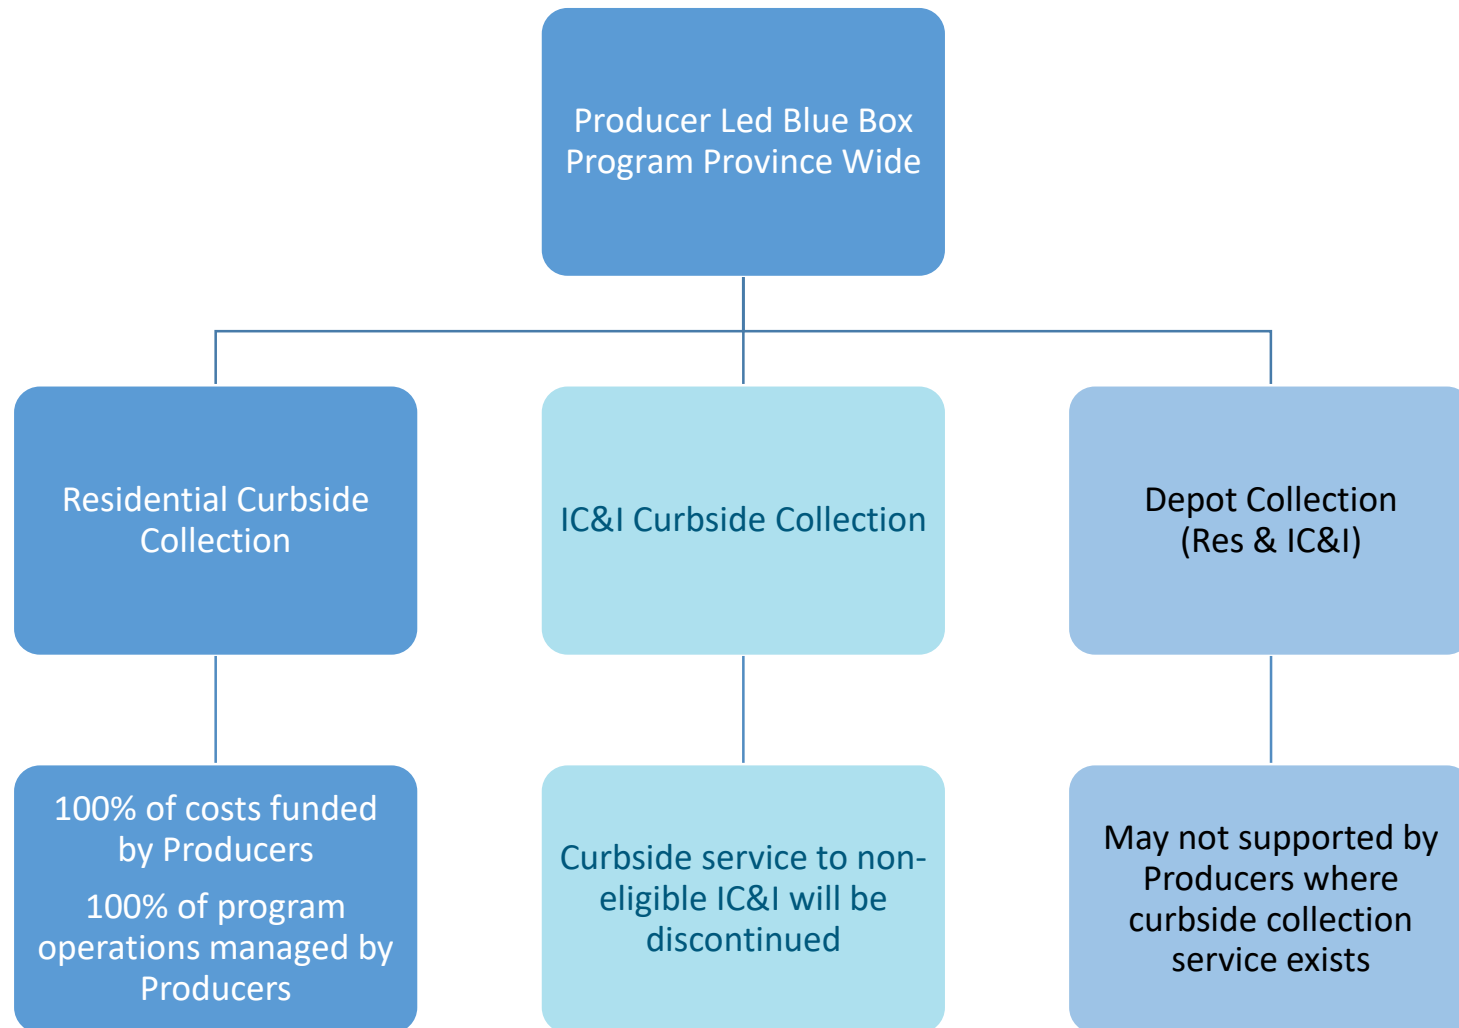 Producer Led Blue Box
Program Province Wide
Residential Curbside
Collection
IC&I Curbside Collection
Depot Collection
(Res & IC&I)
100% of costs funded
by Producers
100% of program
operations managed by
Producers
Curbside service to non-
eligible IC&I will be
discontinued
May not supported by
Producers where
curbside collection
service exists